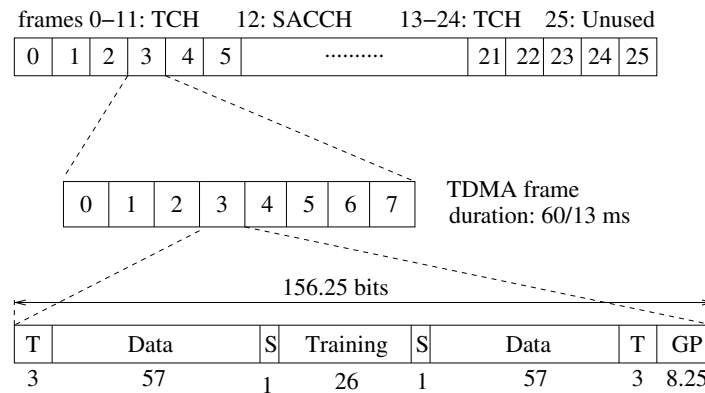 frames 0−11: TCH 12: SACCH 13−24: TCH 25: Unused
0 1 2 3 4 5 .......... 21 22 23 24 25
0 1 2 3 4 5 6 7
TDMA frame
duration: 60/13 ms
156.25 bits
T Data S Training S Data T GP
3 57 1 26 1 57 3 8.25